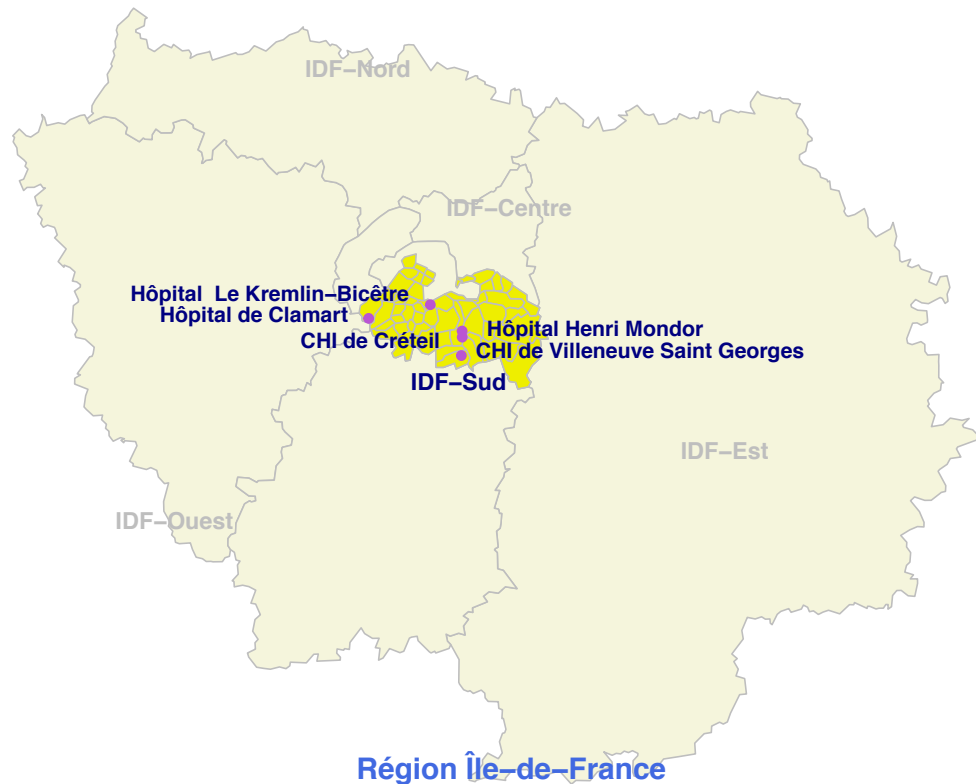 IDF–Nord
IDF–Centre
Hôpital Le Kremlin–Bicêtre
Hôpital de Clamart
Hôpital Henri Mondor
CHI de Créteil
CHI de Villeneuve Saint Georges
IDF–Sud
IDF–Est
IDF–Ouest
Région Île–de–France